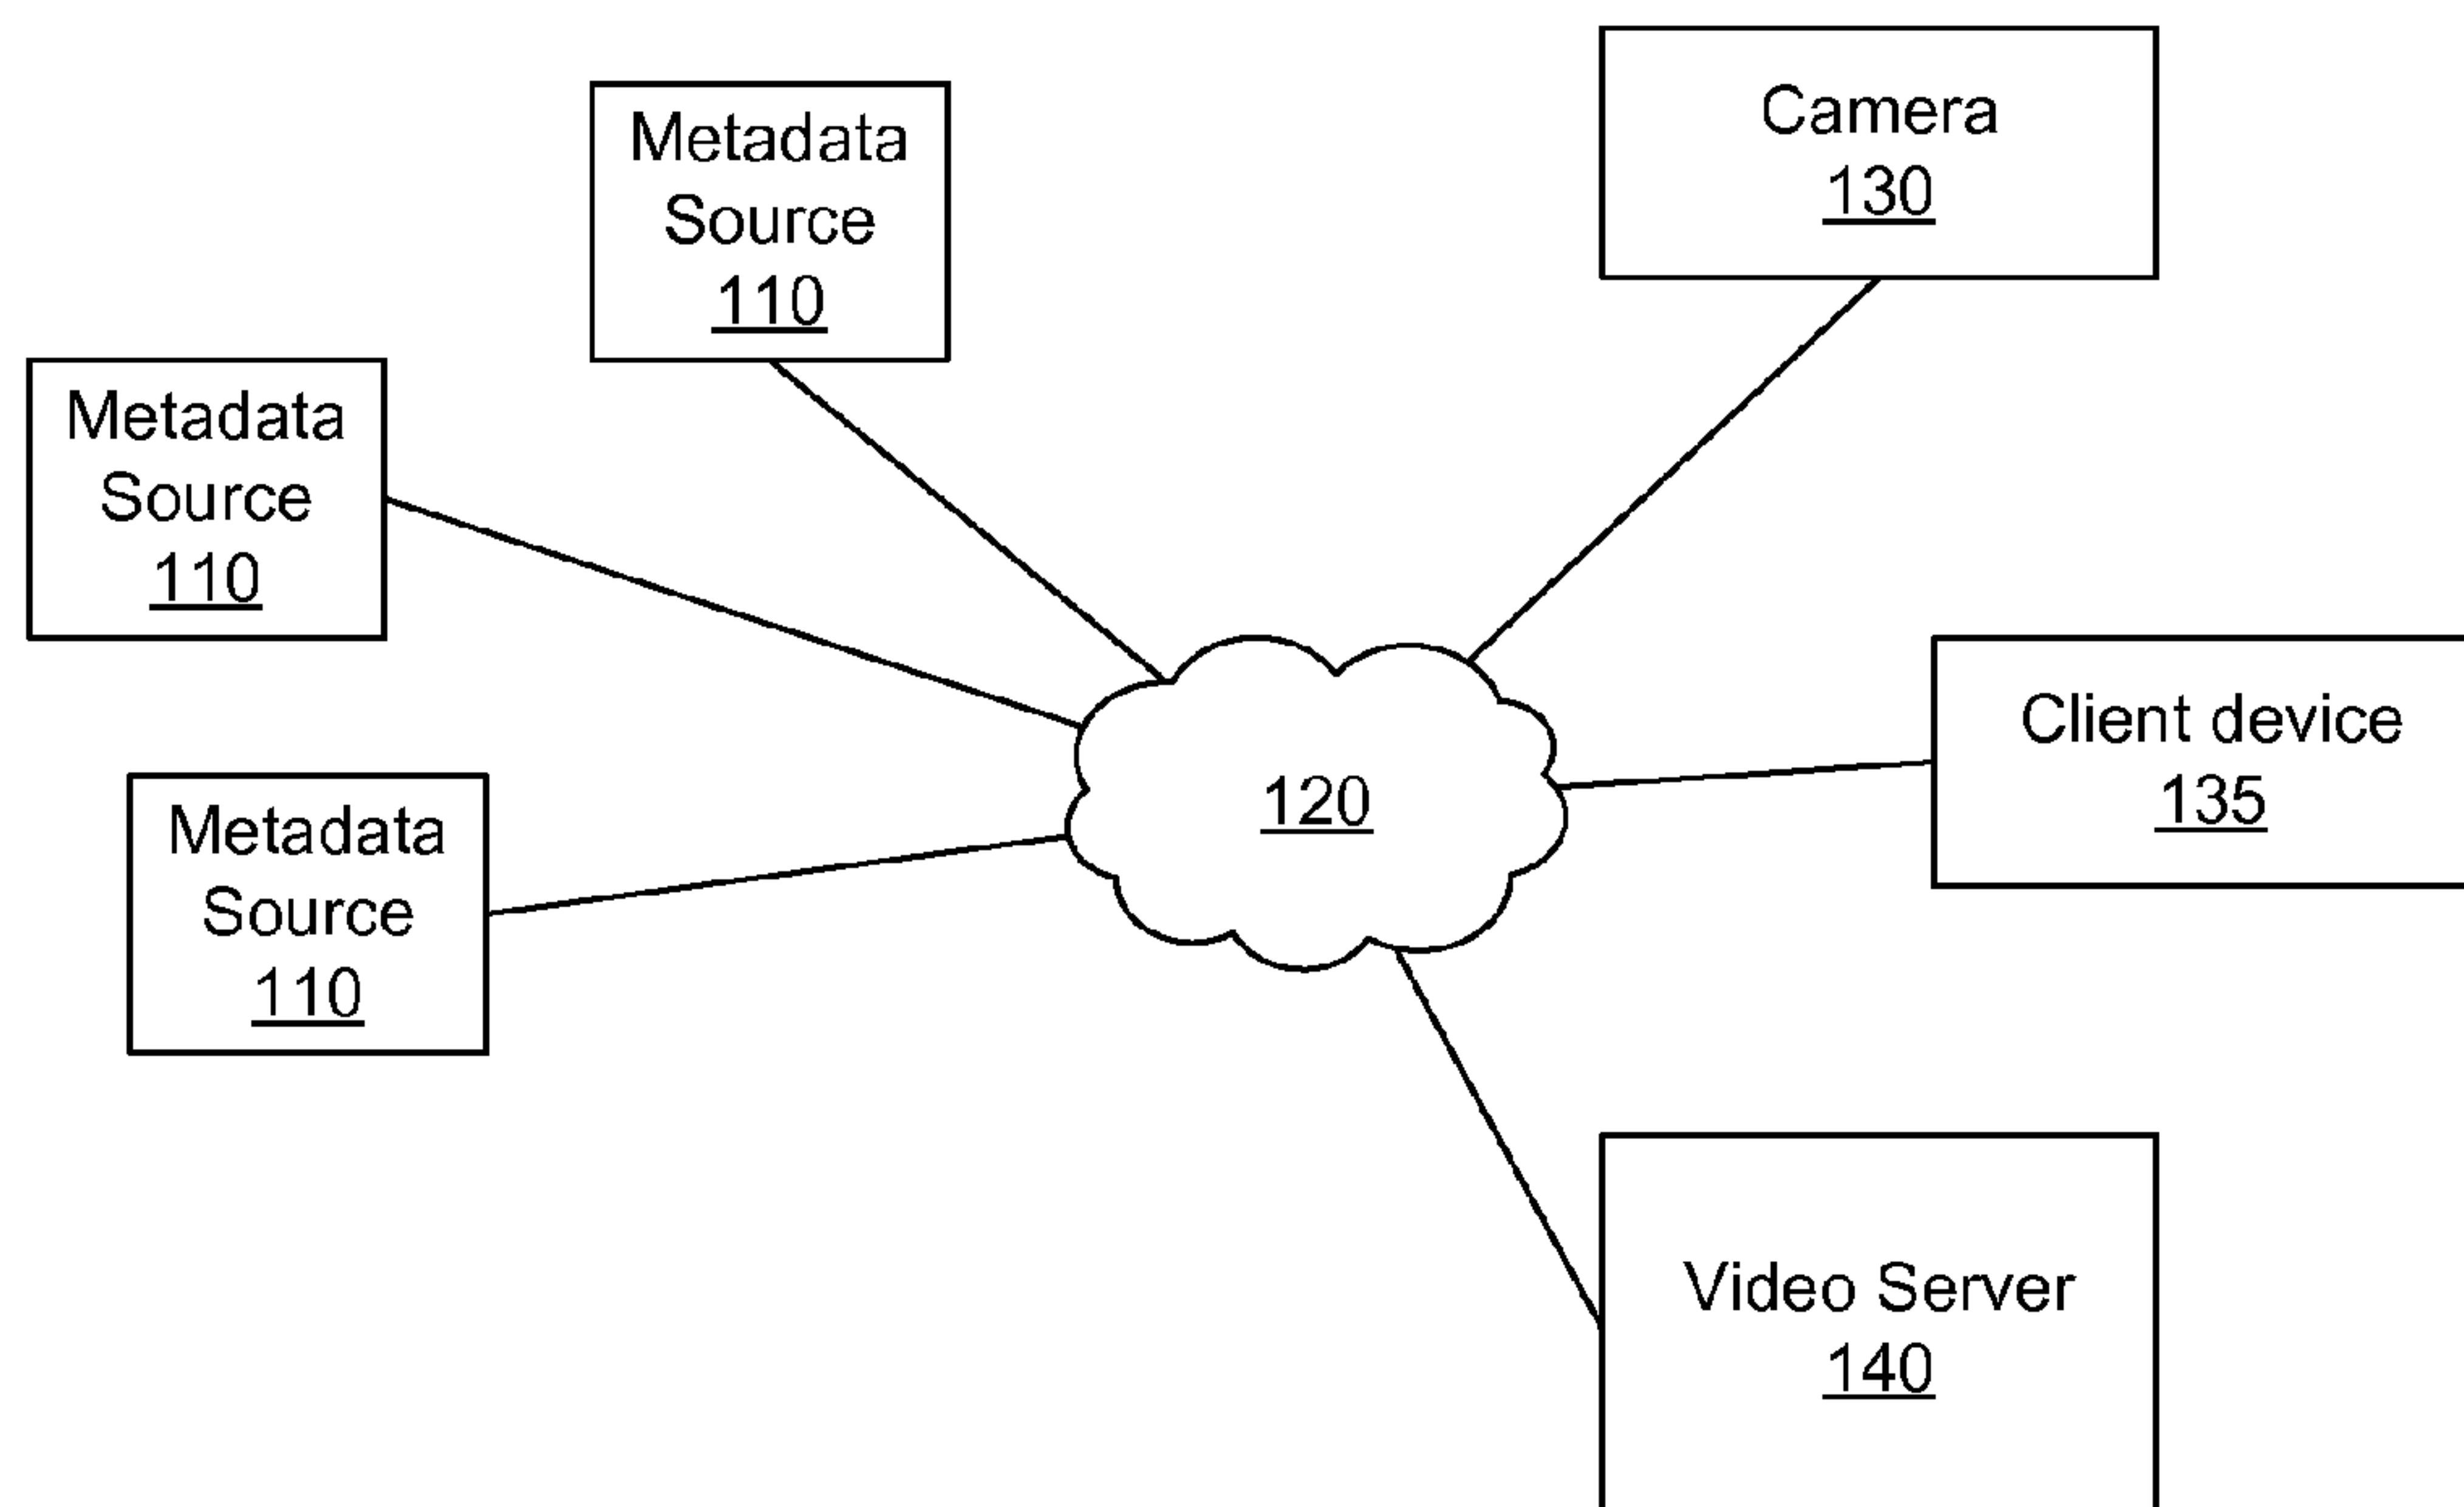 Camera
130
Metadata
Source
110
Metadata
Source
110
Client device
135
120
Metadata
Source
110
Video Server
140